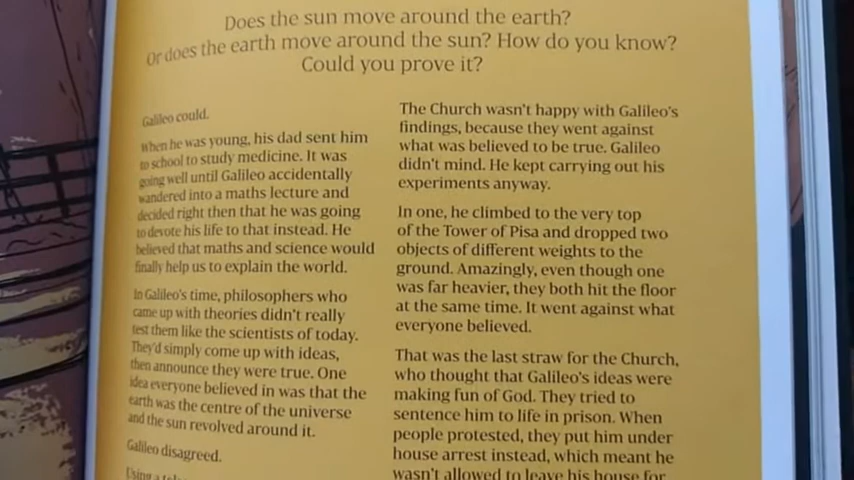 Does the sun move around the earth?
Or does the earth move around the sun? How do you know?
Could you prove it?
Galileo could.
When he was young, his dad sent him
to school to study medicine. It was
going well until Galileo accidentally
wandered into a maths lecture and
decided right then that he was going
to devote his life to that instead. He
believed that maths and science would
finally help us to explain the world.
In Galileo's time, philosophers who
came up with theories didn't really
test them like the scientists of today.
They'd simply come up with ideas,
then announce they were true. One
idea everyone believed in was that the
earth was the centre of the universe
and the sun revolved around it.
Galileo disagreed.
Using a
The Church wasn't happy with Galileo's
findings, because they went against
what was believed to be true. Galileo
didn't mind. He kept carrying out his
experiments anyway.
In one, he climbed to the very top
of the Tower of Pisa and dropped two
objects of different weights to the
ground. Amazingly, even though one
was far heavier, they both hit the floor
at the same time. It went against what
everyone believed.
That was the last straw for the Church,
who thought that Galileo's ideas were
making fun of God. They tried to
sentence him to life in prison. When
people protested, they put him under
house arrest instead, which meant he
wasn't allowed to leave his house for